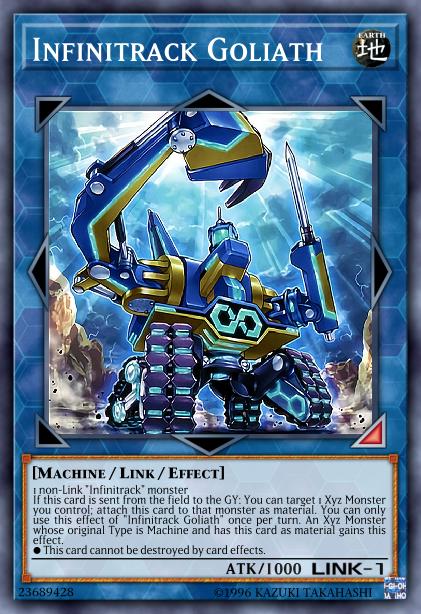 INFINITRACK GOLIATH
EARTH
地
[MACHINE / LINK / EFFECT]
1 non-Link "Infinitrack" monster
If this card is sent from the field to the GY: You can target 1 Xyz Monster
you control; attach this card to that monster as material. You can only
use this effect of "Infinitrack Goliath" once per turn. An Xyz Monster
whose original Type is Machine and has this card as material gains this
effect.
● This card cannot be destroyed by card effects.
ATK/1000 LINK-1
23689428 ©1996 KAZUKI TAKAHASHI